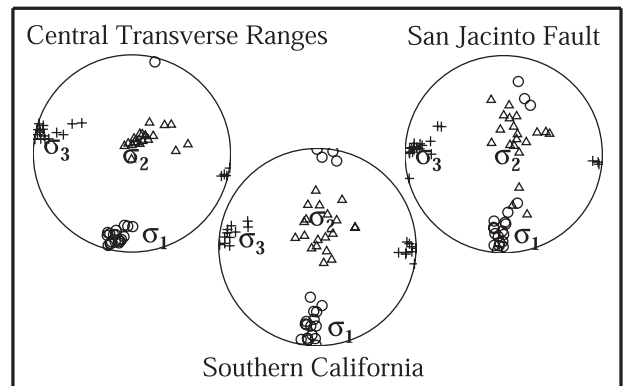 Central Transverse Ranges
San Jacinto Fault
σ3
σ2
σ1
σ3
σ2
σ1
σ3
σ2
σ1
Southern California